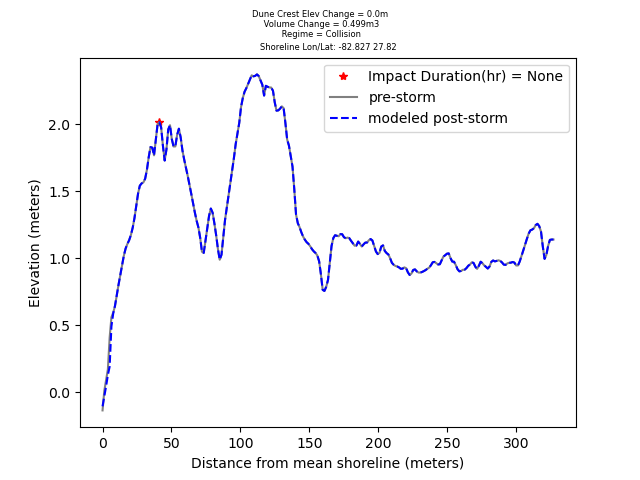 Dune Crest Elev Change = 0.0m
Volume Change = 0.499m3
Regime = Collision
Shoreline Lon/Lat: -82.827 27.82
Impact Duration(hr) = None
pre-storm
modeled post-storm
Elevation (meters)
2.0
1.5
1.0
0.5
0.0
0 50 100 150 200 250 300
Distance from mean shoreline (meters)